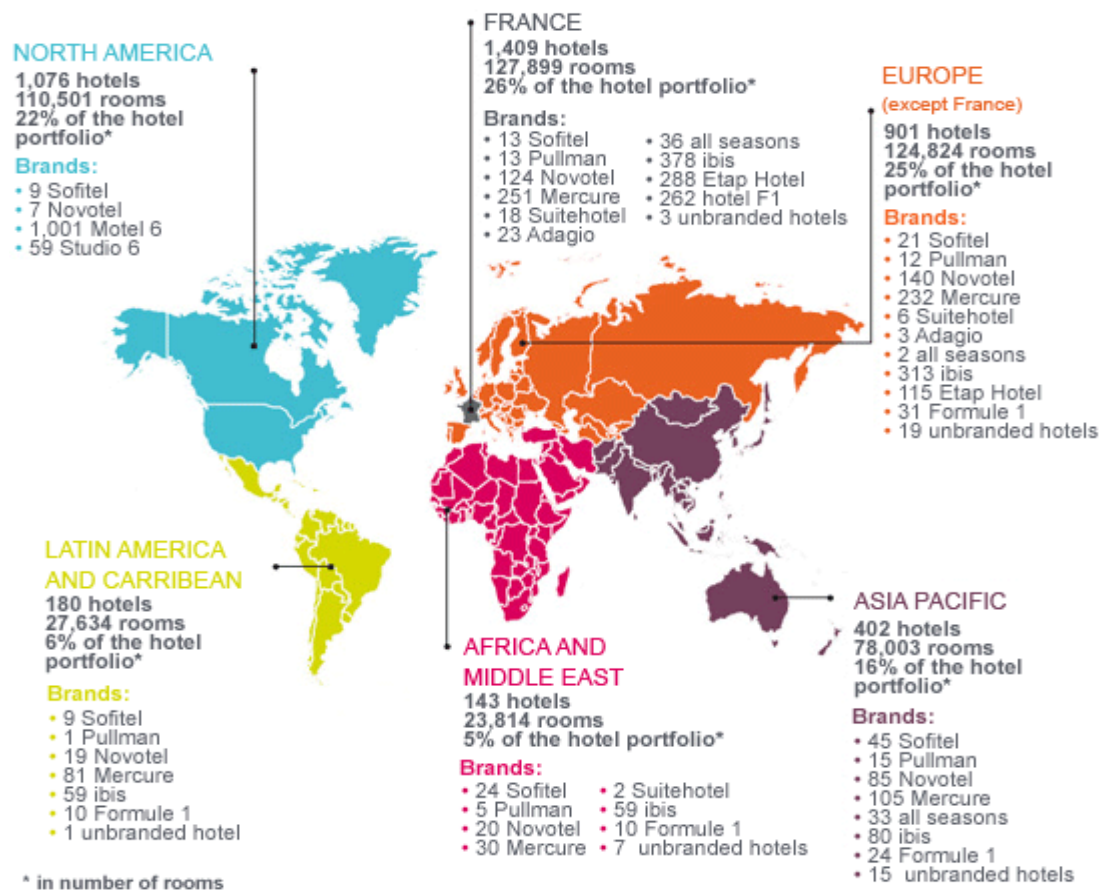 NORTH AMERICA
1,076 hotels
110,501 rooms
22% of the hotel
portfolio*
Brands:
• 9 Sofitel
• 7 Novotel
• 1,001 Motel 6
• 59 Studio 6
FRANCE
1,409 hotels
127,899 rooms
26% of the hotel portfolio*
Brands:
• 13 Sofitel
• 13 Pullman
• 124 Novotel
• 251 Mercure
• 18 Suitehotel
• 23 Adagio
• 36 all seasons
• 378 ibis
• 288 Etap Hotel
• 262 hotel F1
• 3 unbranded hotels
EUROPE
(except France)
901 hotels
124,824 rooms
25% of the hotel
portfolio*
Brands:
• 21 Sofitel
• 12 Pullman
• 140 Novotel
• 232 Mercure
• 6 Suitehotel
• 3 Adagio
• 2 all seasons
• 313 ibis
• 115 Etap Hotel
• 31 Formule 1
• 19 unbranded hotels
LATIN AMERICA
AND CARRIBEAN
180 hotels
27,634 rooms
6% of the hotel
portfolio*
Brands:
• 9 Sofitel
• 1 Pullman
• 19 Novotel
• 81 Mercure
• 59 ibis
• 10 Formule 1
• 1 unbranded hotel
AFRICA AND
MIDDLE EAST
143 hotels
23,814 rooms
5% of the hotel portfolio*
Brands:
• 24 Sofitel
• 5 Pullman
• 20 Novotel
• 30 Mercure
• 2 Suitehotel
• 59 ibis
• 10 Formule 1
• 7 unbranded hotels
ASIA PACIFIC
402 hotels
78,003 rooms
16% of the hotel
portfolio*
Brands:
• 45 Sofitel
• 15 Pullman
• 85 Novotel
• 105 Mercure
• 33 all seasons
• 80 ibis
• 24 Formule 1
• 15 unbranded hotels
* in number of rooms